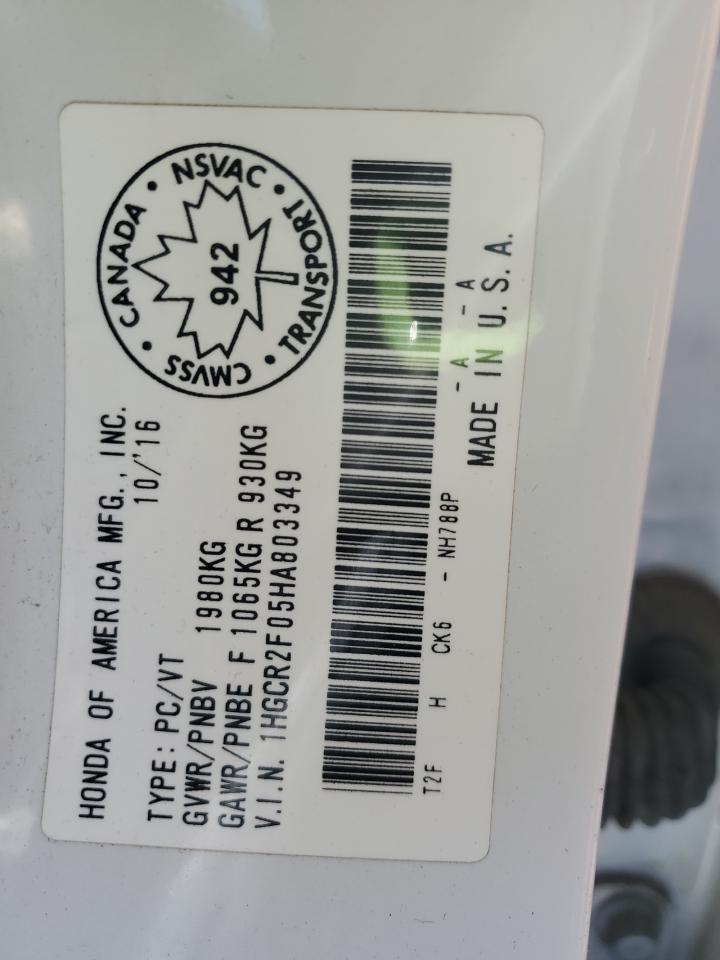 HONDA OF AMERICA MFG., INC.
10/'16
TYPE: PC/VT
GVWR/PNBV 1980KG
GAWR/PNBE F 1065KG R 930KG
V.I.N. 1HGCR2F05HA803349
CANADA • NSVAC • TRANSPORT • CMVSS •
942
T2F H CK6 - NH788P - A - A
MADE IN U.S.A.